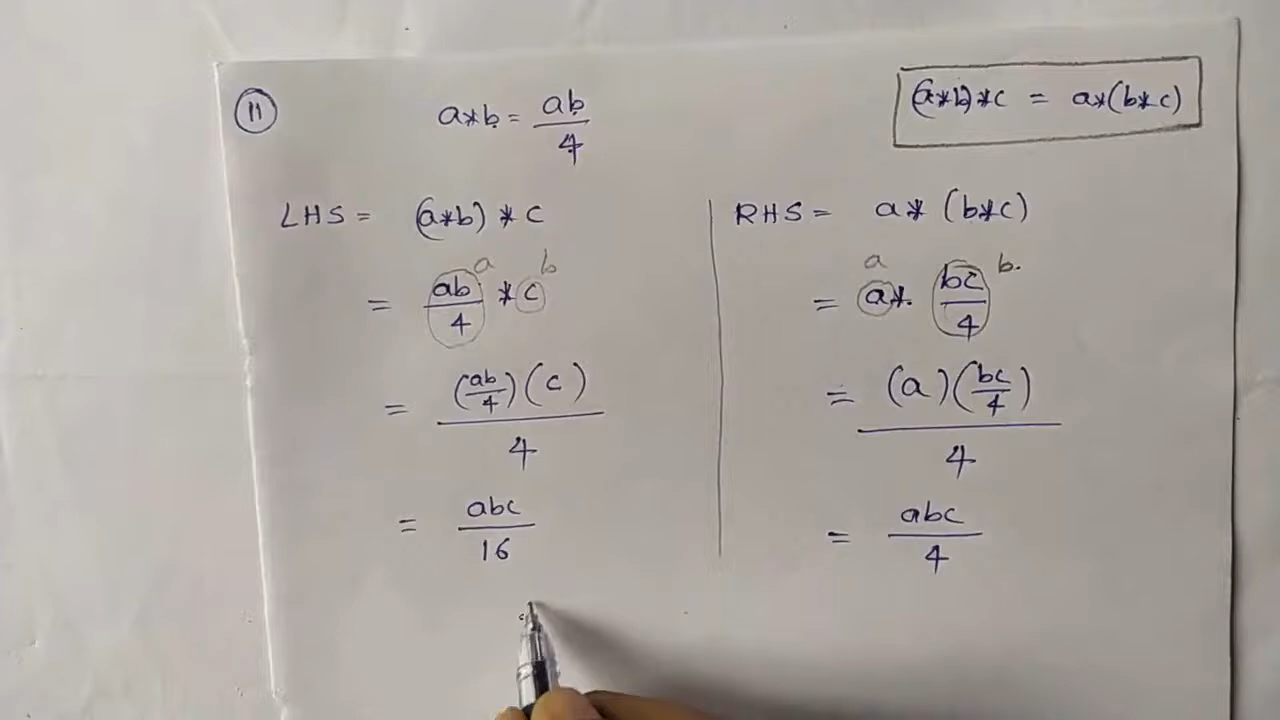 11
a*b = ab/4
(a*b)*c = a*(b*c)
LHS = (a*b) * c
a b
= ab/4 * c
= (ab/4)(c)/4
= abc/16
RHS = a* (b*c)
a b.
= a*. bc/4
= (a)(bc/4)/4
= abc/4